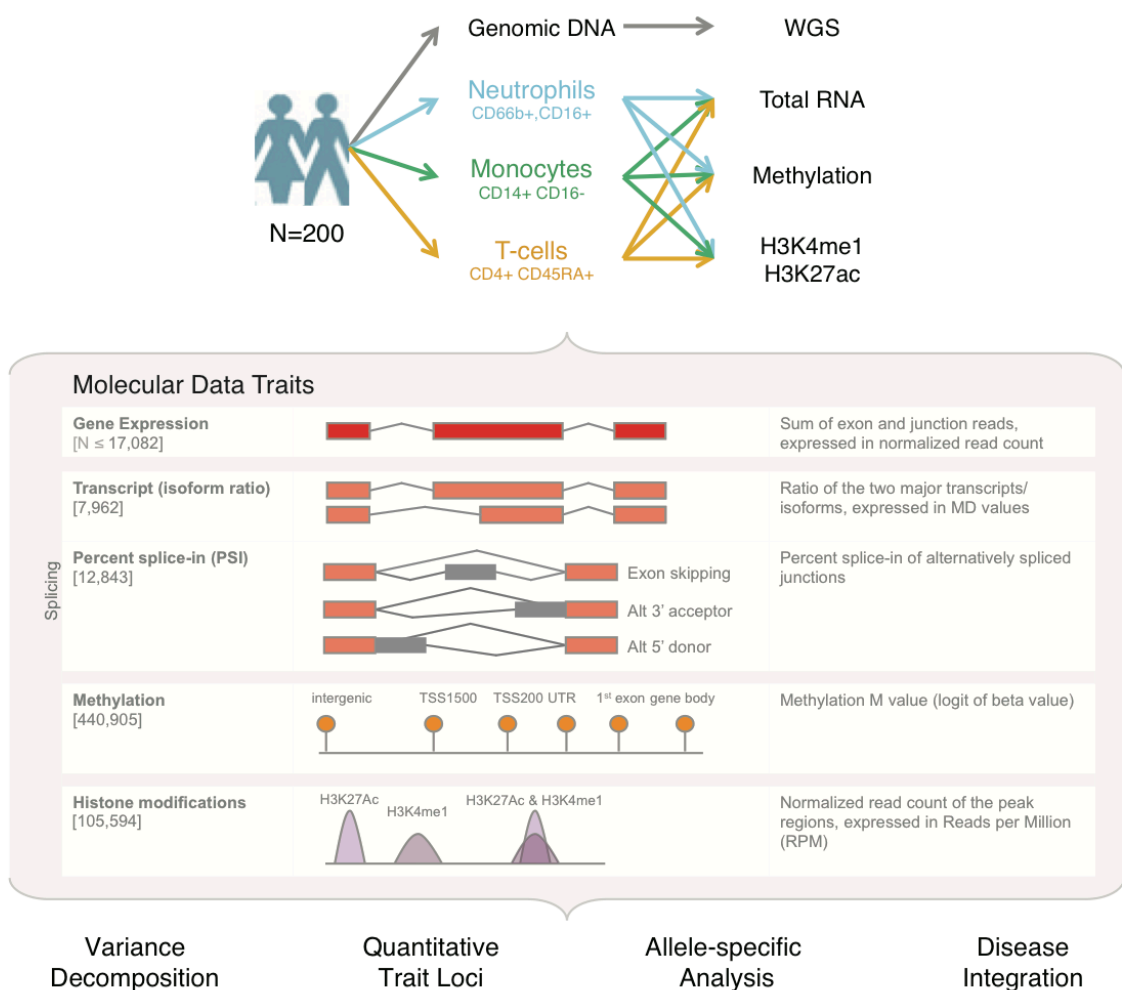 Genomic DNA
WGS
Neutrophils
CD66b+,CD16+
Total RNA
Monocytes
CD14+ CD16-
Methylation
N=200
T-cells
CD4+ CD45RA+
H3K4me1
H3K27ac
Molecular Data Traits
Gene Expression
[N ≤ 17,082]
Sum of exon and junction reads,
expressed in normalized read count
Splicing
Transcript (isoform ratio)
[7,962]
Ratio of the two major transcripts/
isoforms, expressed in MD values
Percent splice-in (PSI)
[12,843]
Exon skipping
Alt 3' acceptor
Alt 5' donor
Percent splice-in of alternatively spliced
junctions
Methylation
[440,905]
intergenic
TSS1500
TSS200 UTR
1st exon gene body
Methylation M value (logit of beta value)
Histone modifications
[105,594]
H3K27Ac
H3K4me1
H3K27Ac & H3K4me1
Normalized read count of the peak
regions, expressed in Reads per Million
(RPM)
Variance
Decomposition
Quantitative
Trait Loci
Allele-specific
Analysis
Disease
Integration